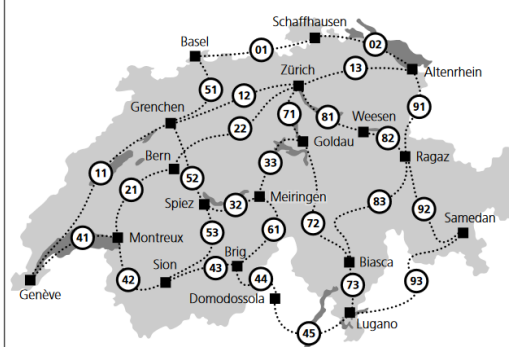 Schaffhausen
Basel
01
02
Zürich
13
Altenrhein
51
12
71
81
Weesen
91
Grenchen
22
82
Goldau
Bern
33
Ragaz
11
21
52
Spiez
32
Meiringen
83
92
Samedan
41
Montreux
53
61
72
Genève
42
Sion
43
Brig
44
Biasca
73
93
Domodossola
45
Lugano